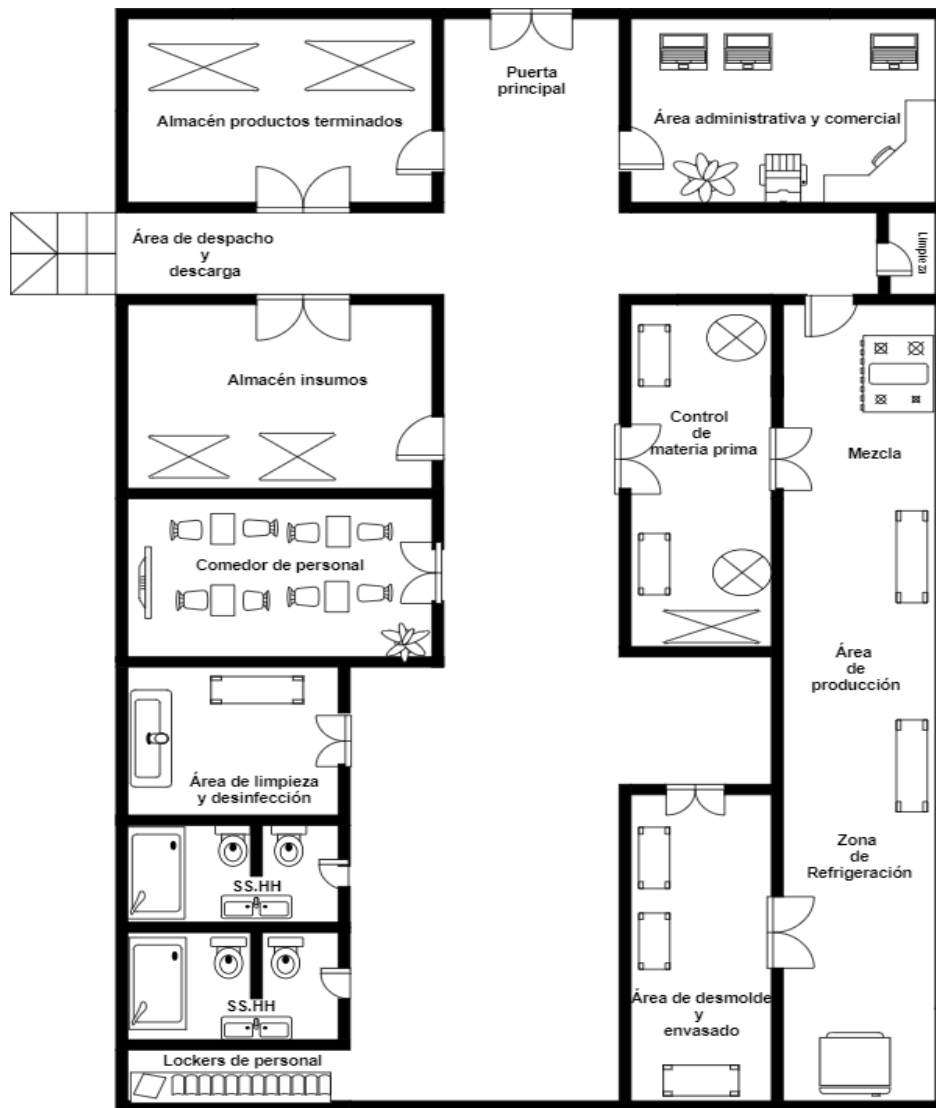 Puerta
principal
Almacén productos terminados
Área administrativa y comercial
Área de despacho
y
descarga
Limpieza
Almacén insumos
Control
de
materia prima
Mezcla
Comedor de personal
Área
de
producción
Área de limpieza
y desinfección
Zona
de
Refrigeración
SS.HH
SS.HH
Área de desmolde
y
envasado
Lockers de personal